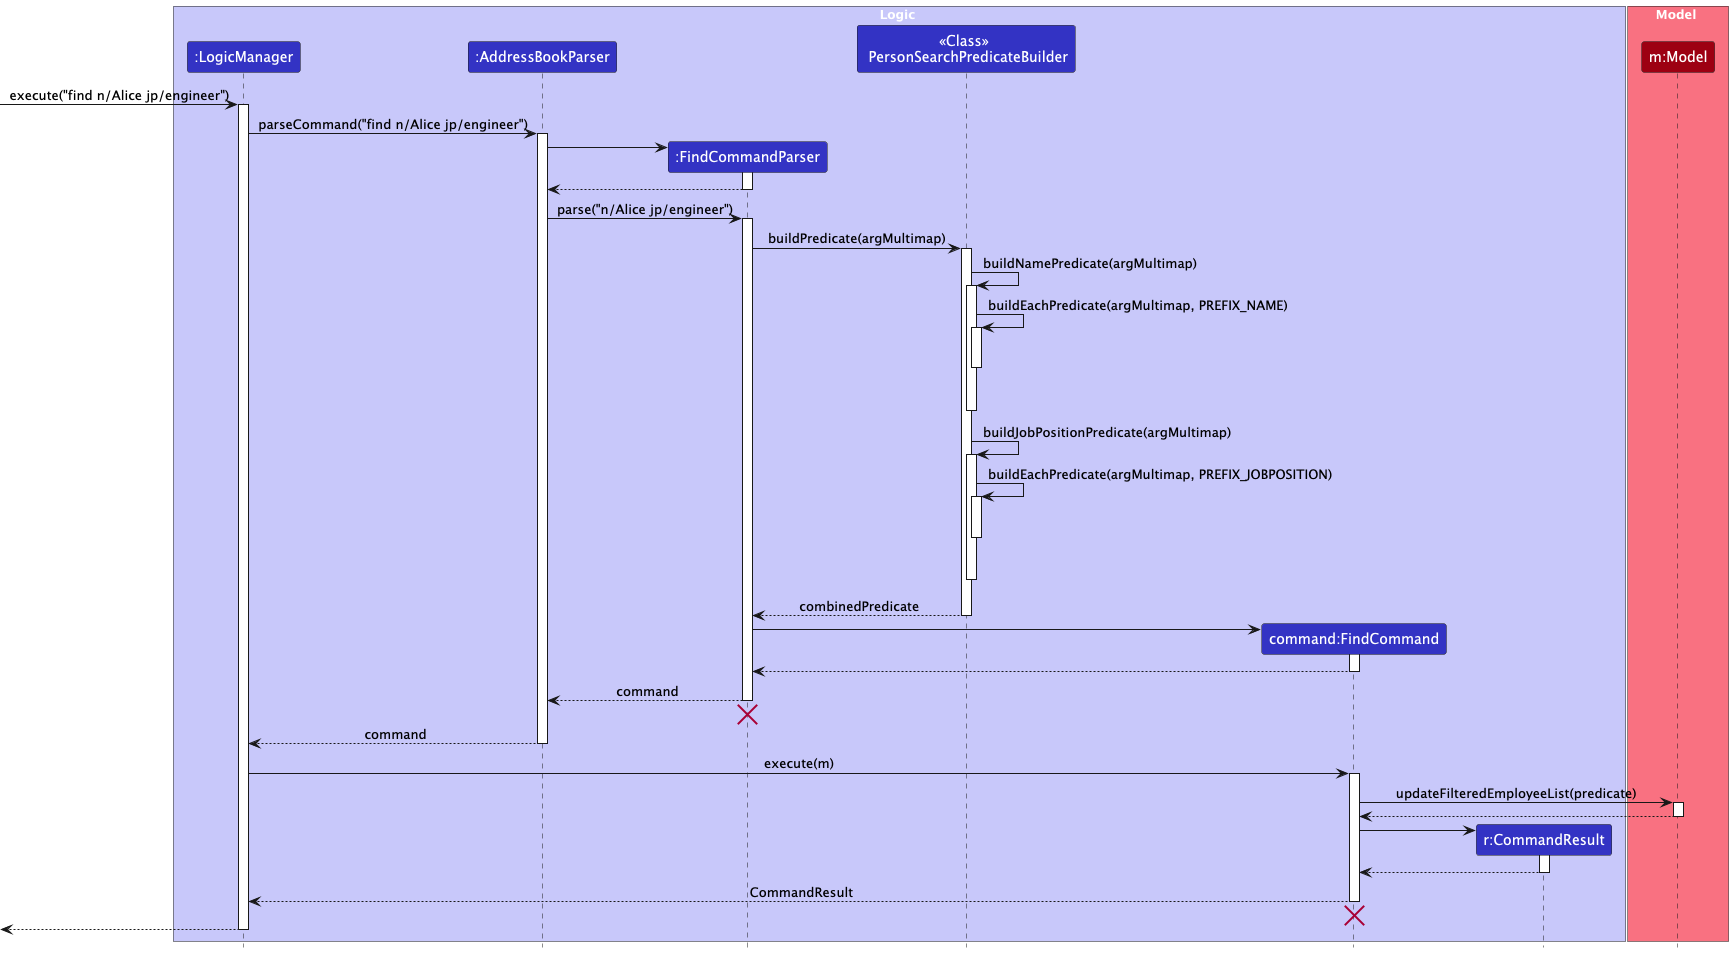 Logic
Model
:LogicManager
:AddressBookParser
«Class»
PersonSearchPredicateBuilder
m:Model
execute("find n/Alice jp/engineer")
parseCommand("find n/Alice jp/engineer")
:FindCommandParser
parse("n/Alice jp/engineer")
buildPredicate(argMultimap)
buildNamePredicate(argMultimap)
buildEachPredicate(argMultimap, PREFIX_NAME)
buildJobPositionPredicate(argMultimap)
buildEachPredicate(argMultimap, PREFIX_JOBPOSITION)
combinedPredicate
command:FindCommand
command
command
execute(m)
updateFilteredEmployeeList(predicate)
r:CommandResult
CommandResult